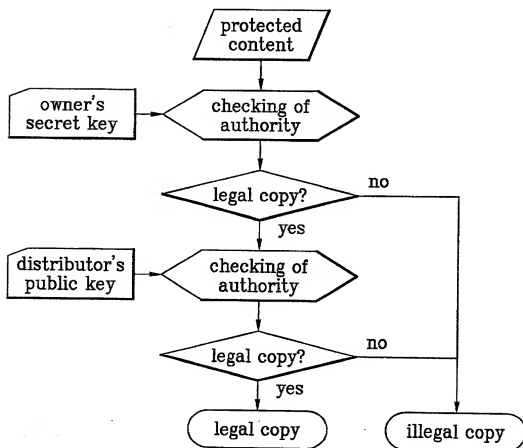 protected
content
owner's
secret key
checking of
authority
legal copy?
no
yes
distributor's
public key
checking of
authority
legal copy?
no
yes
legal copy
illegal copy